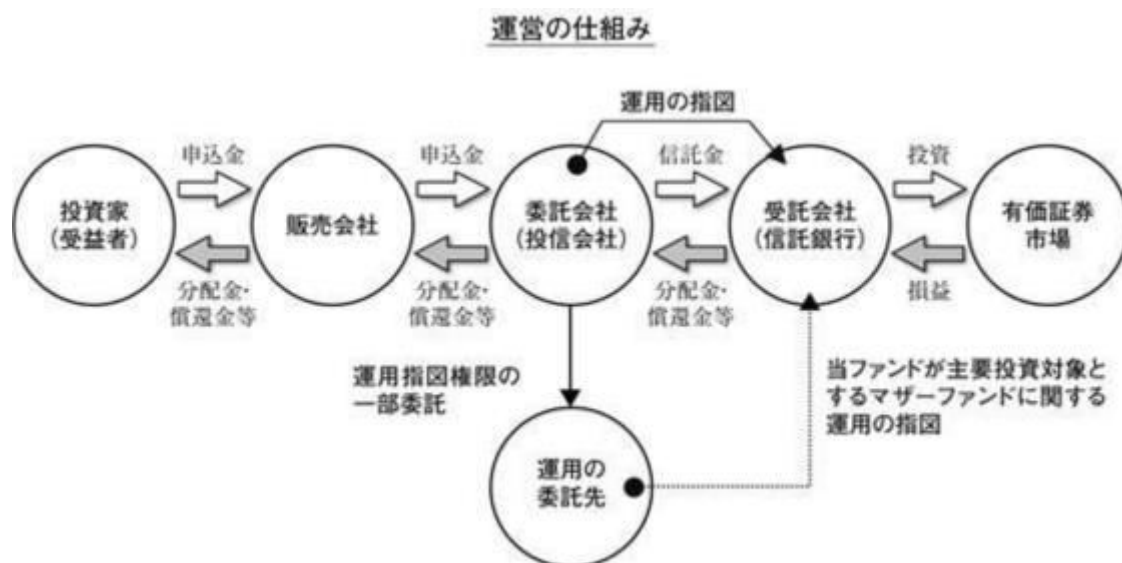 運営の仕組み
運用の指図
申込金
申込金
信託金
投資
投資家
(受益者)
販売会社
委託会社
(投信会社)
受託会社
(信託銀行)
有価証券
市場
分配金・
償還金等
分配金・
償還金等
分配金・
償還金等
損益
運用指図権限の
一部委託
当ファンドが主要投資対象と
するマザーファンドに関する
運用の指図
運用の
委託先